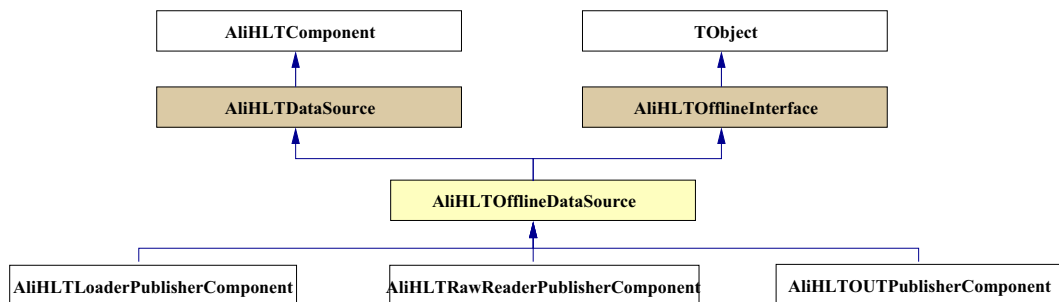 AliHLTComponent
TObject
AliHLTDataSource
AliHLTOfflineInterface
AliHLTOfflineDataSource
AliHLTLoaderPublisherComponent
AliHLTRawReaderPublisherComponent
AliHLTOUTPublisherComponent